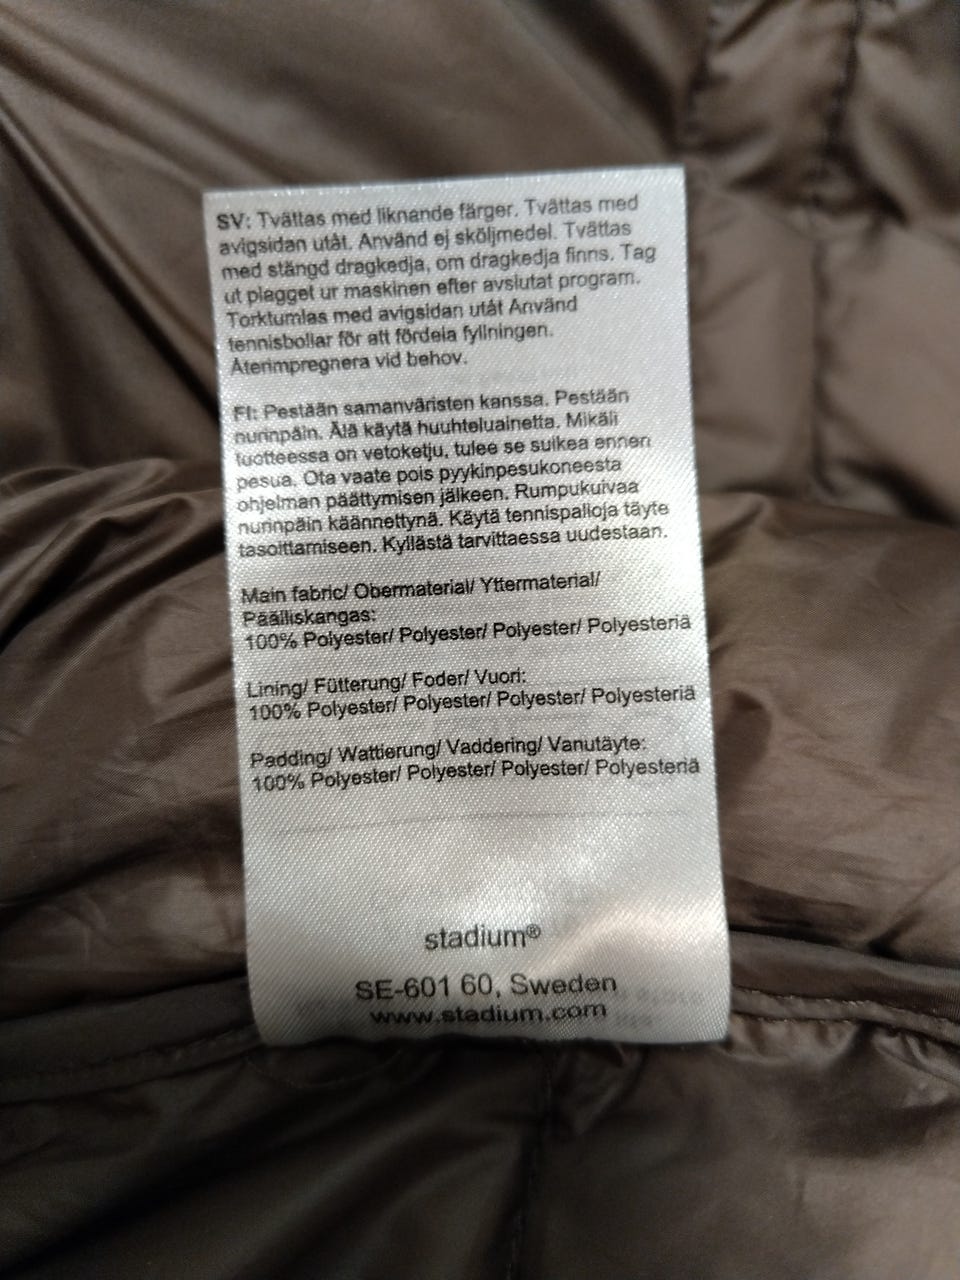 SV: Tvättas med liknande färger. Tvättas med
avigsidan utåt. Använd ej sköljmedel. Tvättas
med stängd dragkedja, om dragkedja finns. Tag
ut plagget ur maskinen efter avslutat program.
Torktumlas med avigsidan utåt Använd
tennisbollar för att fördela fyllningen.
Återimpregnera vid behov.
FI: Pestään samanväristen kanssa. Pestään
nurinpäin. Älä käytä huuhteluainetta. Mikäli
tuotteessa on vetoketju, tulee se sulkea ennen
pesua. Ota vaate pois pyykinpesukoneesta
ohjelman päättymisen jälkeen. Rumpukuivaa
nurinpäin käännettynä. Käytä tennispalloja täyte
tasoittamiseen. Kyllästä tarvittaessa uudestaan.
Main fabric/ Obermaterial/ Yttermaterial/
Päälliskangas:
100% Polyester/ Polyester/ Polyester/ Polyesteriä
Lining/ Fütterung/ Foder/ Vuori:
100% Polyester/ Polyester/ Polyester/ Polyesteriä
Padding/ Wattierung/ Vaddering/ Vanutäyte:
100% Polyester/ Polyester/ Polyester/ Polyesteriä
stadium®
SE-601 60, Sweden
www.stadium.com